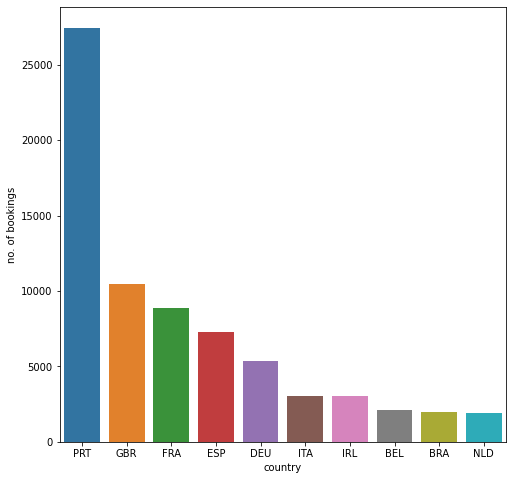 no. of bookings
25000
20000
15000
10000
5000
0
PRT GBR FRA ESP DEU ITA IRL BEL BRA NLD
country